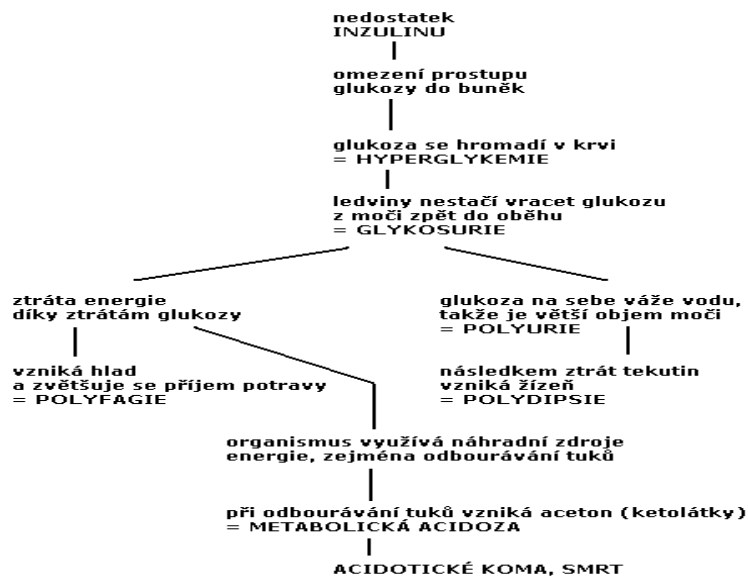 nedostatek
INZULINU
omezení prostupu
glukozy do buněk
glukoza se hromadí v krvi
= HYPERGLYKEMIE
ledviny nestačí vracet glukozu
z moči zpět do oběhu
= GLYKOSURIE
ztráta energie
díky ztrátám glukozy
vzniká hlad
a zvětšuje se příjem potravy
= POLYFAGIE
glukoza na sebe váže vodu,
takže je větší objem moči
= POLYURIE
následkem ztrát tekutin
vzniká žízeň
= POLYDIPSIE
organismus využívá náhradní zdroje
energie, zejména odbourávání tuků
při odbourávání tuků vzniká aceton (ketolátky)
= METABOLICKÁ ACIDOZA
ACIDOTICKÉ KOMA, SMRT